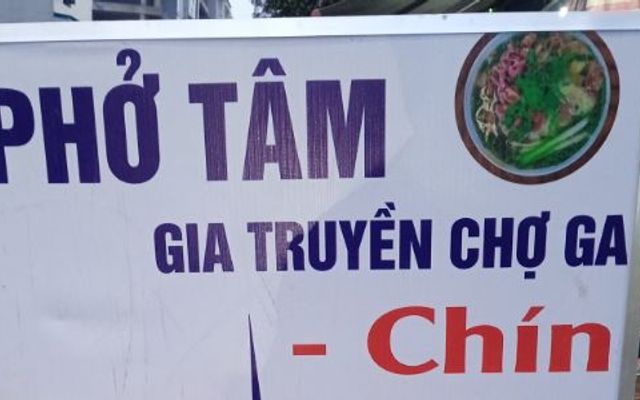 PHỞ TÂM
GIA TRUYỀN CHỢ GA
- Chín